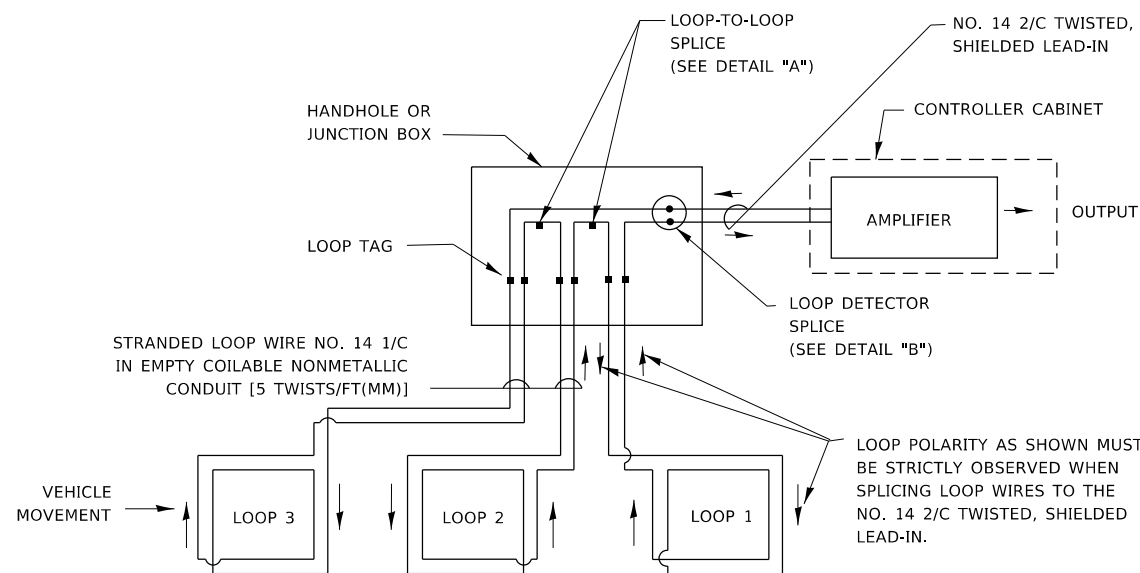 LOOP-TO-LOOP
SPLICE
(SEE DETAIL "A")
NO. 14 2/C TWISTED,
SHIELDED LEAD-IN
HANDHOLE OR
JUNCTION BOX
CONTROLLER CABINET
AMPLIFIER
OUTPUT
LOOP TAG
LOOP DETECTOR
SPLICE
(SEE DETAIL "B")
STRANDED LOOP WIRE NO. 14 1/C
IN EMPTY COILABLE NONMETALLIC
CONDUIT [5 TWISTS/FT(MM)]
LOOP POLARITY AS SHOWN MUST
BE STRICTLY OBSERVED WHEN
SPLICING LOOP WIRES TO THE
NO. 14 2/C TWISTED, SHIELDED
LEAD-IN.
VEHICLE
MOVEMENT
LOOP 3
LOOP 2
LOOP 1